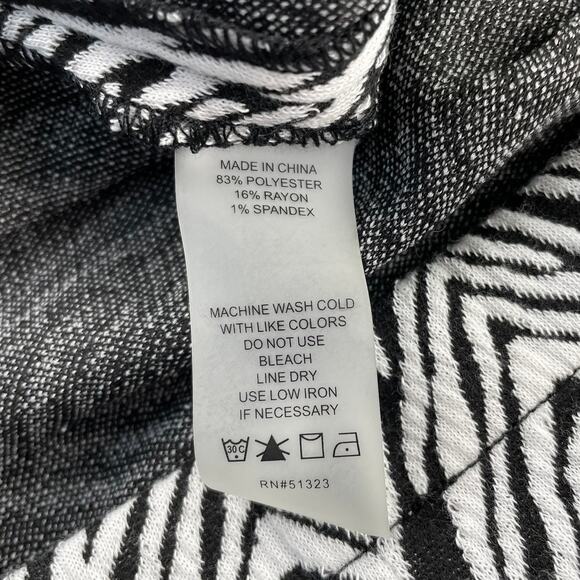 MADE IN CHINA
83% POLYESTER
16% RAYON
1% SPANDEX
MACHINE WASH COLD
WITH LIKE COLORS
DO NOT USE
BLEACH
LINE DRY
USE LOW IRON
IF NECESSARY
30C
RN#51323